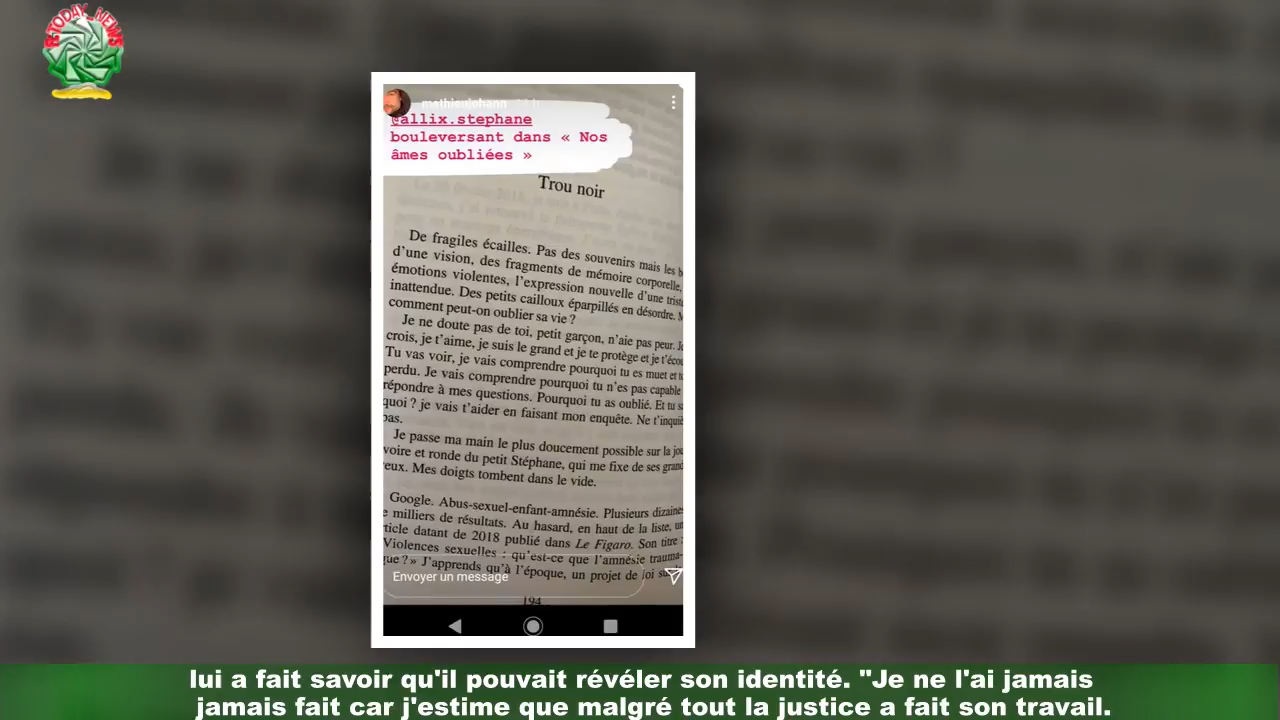 R-TODAY_NEWS
mathieujohann
@allix.stephane
bouleversant dans « Nos
âmes oubliées »
Trou noir
De fragiles écailles. Pas des souvenirs mais les
d'une vision, des fragments de mémoire corporelle,
émotions violentes, l'expression nouvelle d'une
inattendue. Des petits cailloux éparpillés en désordre.
comment peut-on oublier sa vie ?
Je ne doute pas de toi, petit garçon, n'aie pas peur.
crois, je t'aime, je suis le grand et je te protège et je
Tu vas voir, je vais comprendre pourquoi tu es muet et
perdu. Je vais comprendre pourquoi tu n'es pas capable
répondre à mes questions. Pourquoi tu as oublié. Et tu
quoi ? je vais t'aider en faisant mon enquête. Ne
pas.
Je passe ma main le plus doucement possible sur la
voire et ronde du petit Stéphane, qui me fixe de ses
yeux. Mes doigts tombent dans le vide.
Google. Abus-sexuel-enfant-amnésie. Plusieurs
milliers de résultats. Au hasard, en haut de la liste,
datant de 2018 publié dans Le Figaro. Son titre :
Violences sexuelles : qu'est-ce que l'amnésie
? » J'apprends qu'à l'époque, un projet de loi
Envoyer un message
194
lui a fait savoir qu'il pouvait révéler son identité. "Je ne l'ai jamais
jamais fait car j'estime que malgré tout la justice a fait son travail.